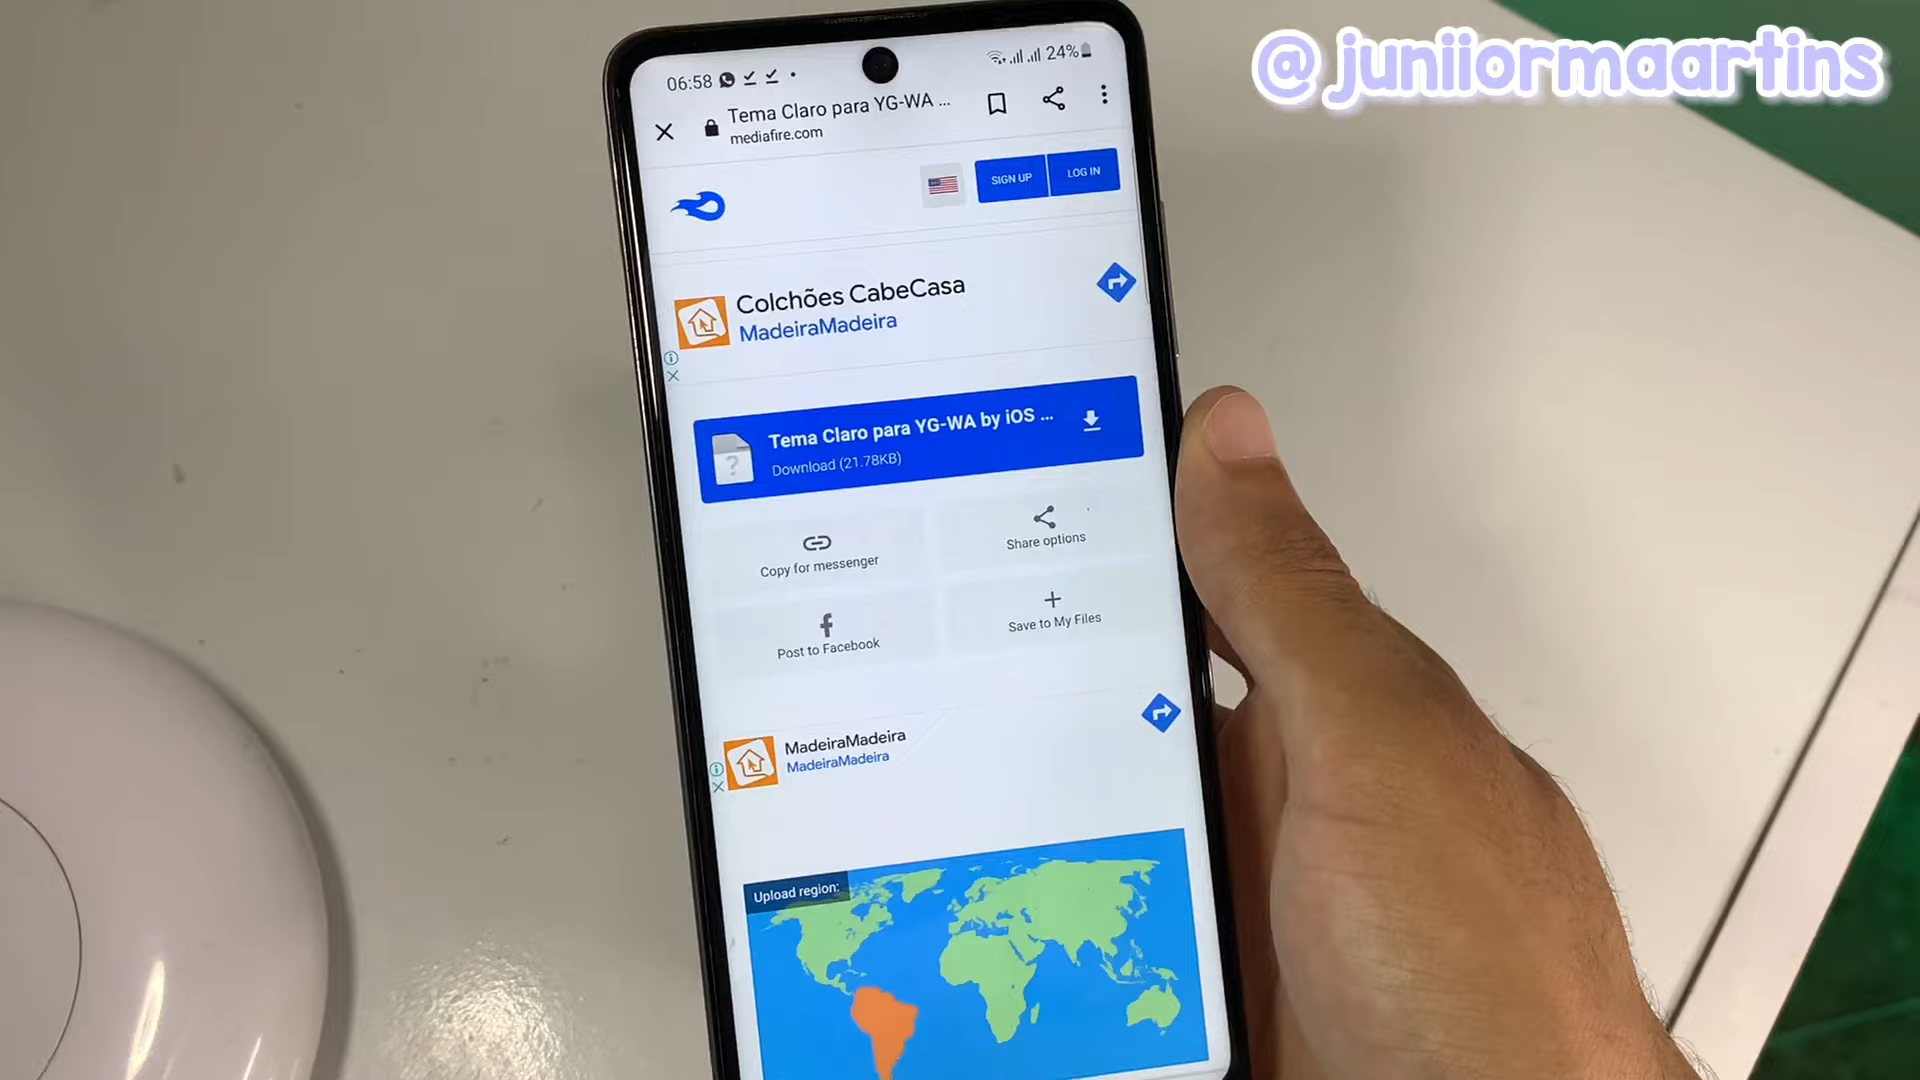 @juniiormaartins
06:58
24%
Tema Claro para YG-WA ...
mediafire.com
SIGN UP
LOG IN
Colchões CabeCasa
MadeiraMadeira
Tema Claro para YG-WA by iOS ...
Download (21.78KB)
Copy for messenger
Share options
Post to Facebook
Save to My Files
MadeiraMadeira
MadeiraMadeira
Upload region: